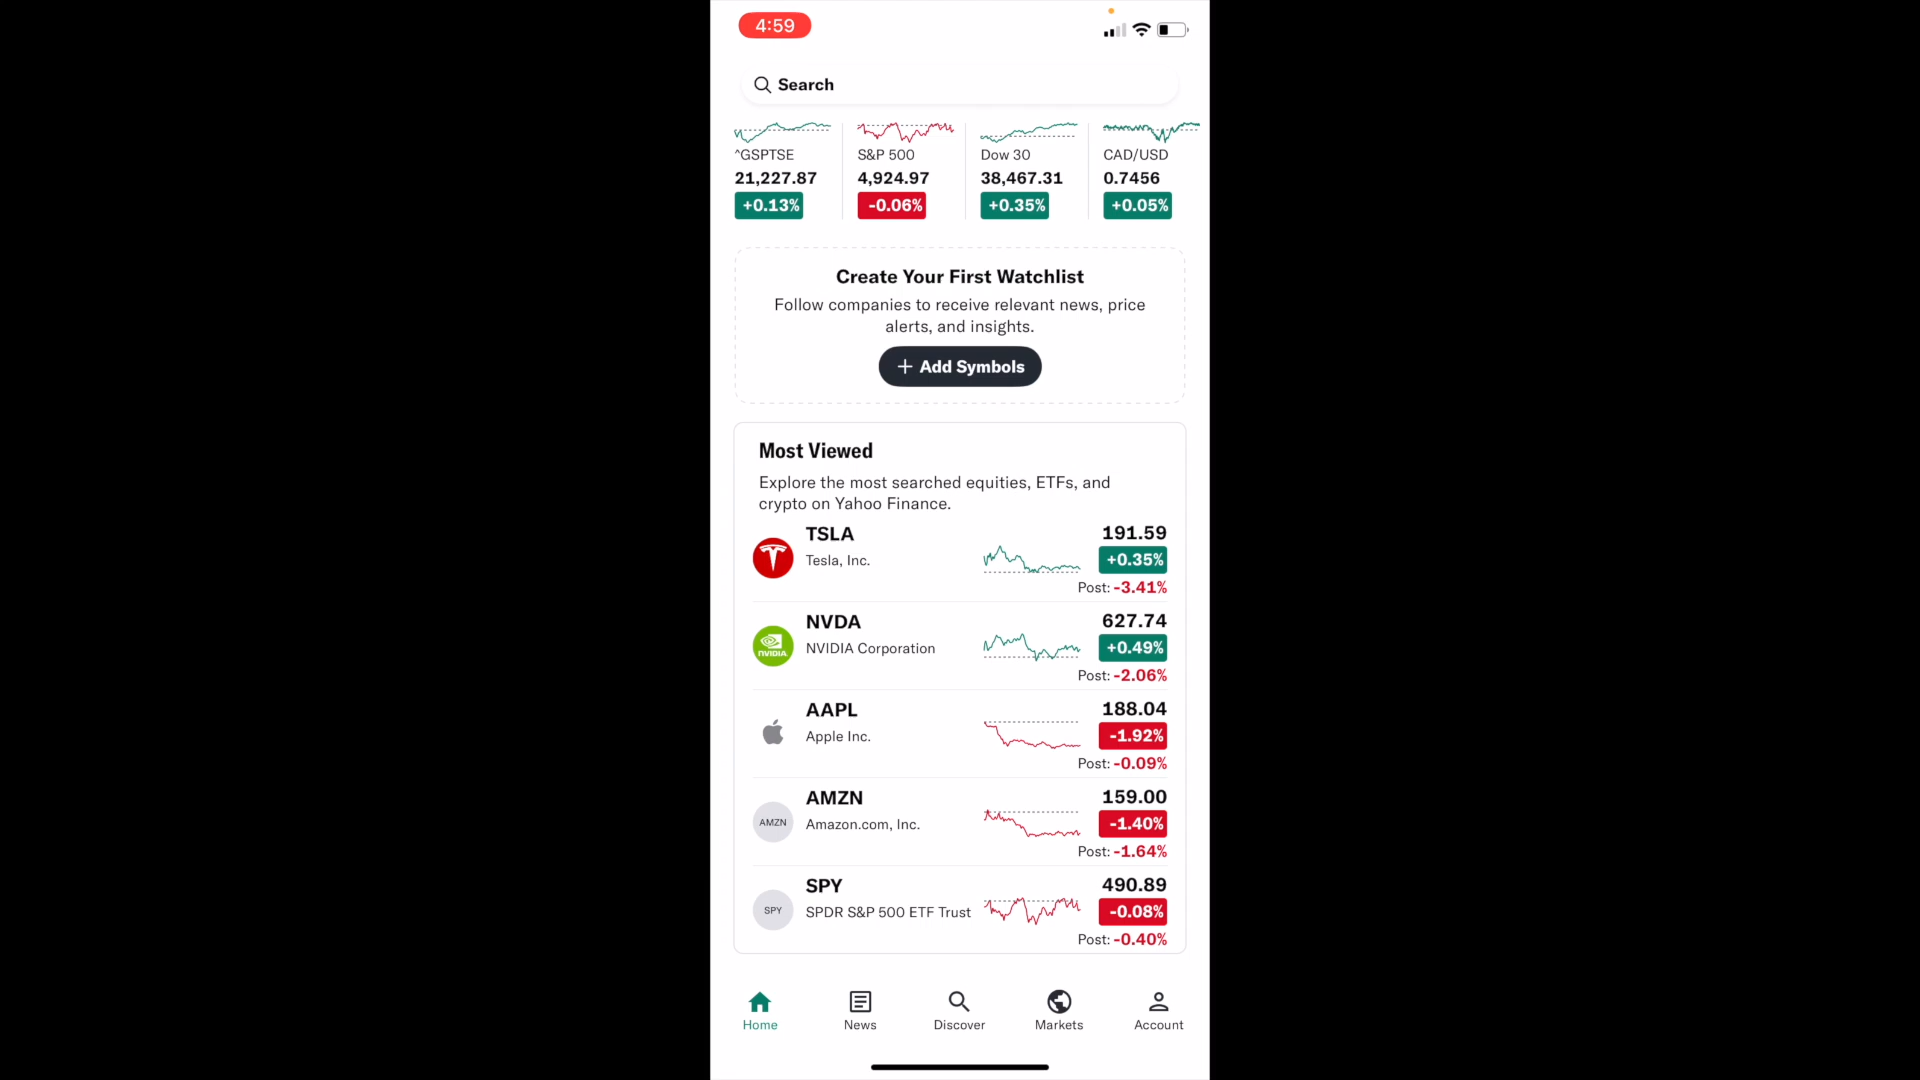 4:59
Search
^GSPTSE
21,227.87
+0.13%
S&P 500
4,924.97
-0.06%
Dow 30
38,467.31
+0.35%
CAD/USD
0.7456
+0.05%
Create Your First Watchlist
Follow companies to receive relevant news, price
alerts, and insights.
+ Add Symbols
Most Viewed
Explore the most searched equities, ETFs, and
crypto on Yahoo Finance.
TSLA
Tesla, Inc.
191.59
+0.35%
Post: -3.41%
NVIDIA
NVDA
NVIDIA Corporation
627.74
+0.49%
Post: -2.06%
AAPL
Apple Inc.
188.04
-1.92%
Post: -0.09%
AMZN
AMZN
Amazon.com, Inc.
159.00
-1.40%
Post: -1.64%
SPY
SPY
SPDR S&P 500 ETF Trust
490.89
-0.08%
Post: -0.40%
Home
News
Discover
Markets
Account